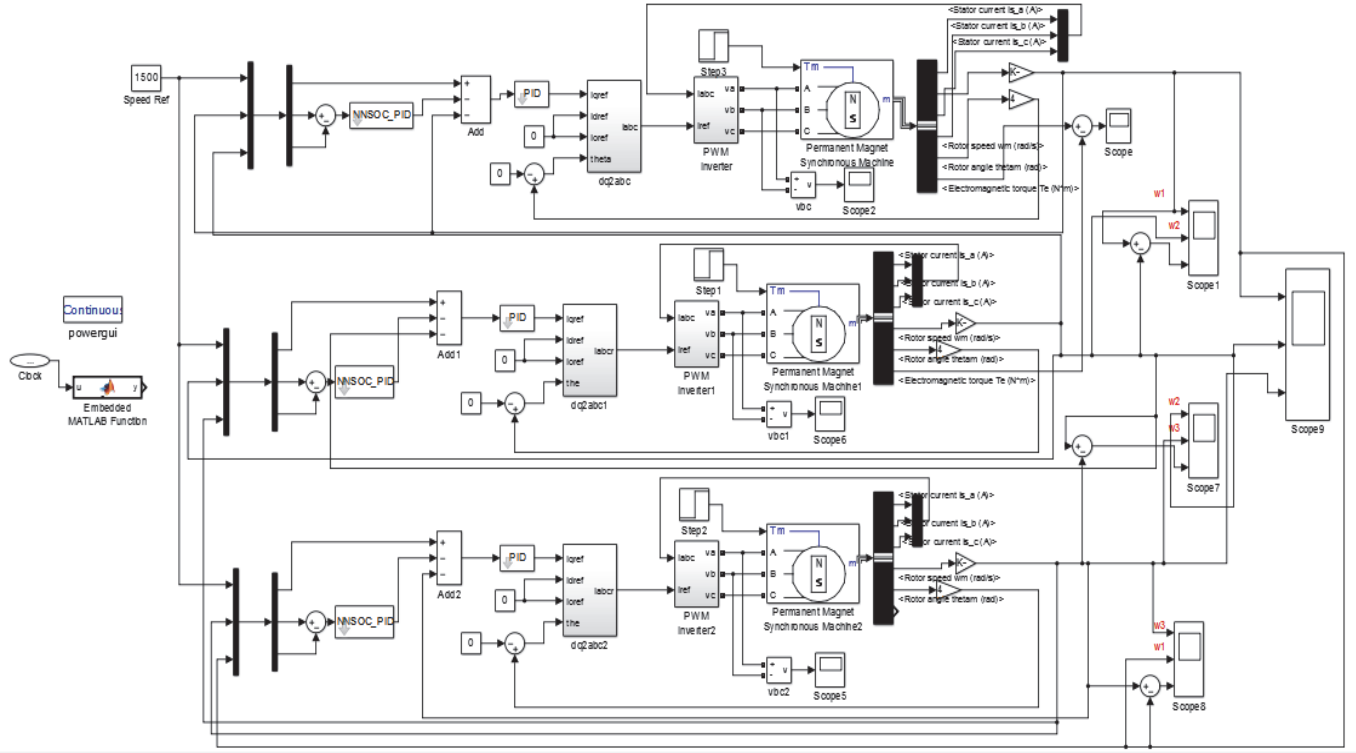 <Stator current is_a (A)>
<Stator current is_b (A)>
<Stator current is_c (A)>
1500
Speed Ref
+
-
NNSOC_PID
+
-
-
Add
PID
0
0
Iqref
Idref
Ioref
theta
Iabc
dq2abc
Step3
Iabc
Iref
va
vb
vc
PWM
Inverter
Tm
A
B
C
N
S
m
Permanent Magnet
Synchronous Machine
+
-
v
vbc
Scope2
K-
4
<Rotor speed wm (rad/s)>
<Rotor angle thetam (rad)>
<Electromagnetic torque Te (N*m)>
Scope
w1
w2
Scope1
Continuous
powergui
Clock
u
y
Embedded
MATLAB Function
NNSOC_PID
+
-
-
Add1
PID
0
0
Iqref
Idref
Ioref
the
Iabcr
dq2abc1
Step1
Iabc
Iref
va
vb
vc
PWM
Inverter1
Tm
A
B
C
N
S
m
Permanent Magnet
Synchronous Machine1
+
-
v
vbc1
Scope6
<Stator current is_a (A)>
<Stator current is_b (A)>
<Stator current is_c (A)>
K-
<Rotor speed wm (rad/s)>
4
<Rotor angle thetam (rad)>
<Electromagnetic torque Te (N*m)>
Scope9
w2
w3
Scope7
NNSOC_PID
+
-
-
Add2
PID
0
0
Iqref
Idref
Ioref
the
Iabcr
dq2abc2
Step2
Iabc
Iref
va
vb
vc
PWM
Inverter2
Tm
A
B
C
N
S
m
Permanent Magnet
Synchronous Machine2
+
-
v
vbc2
Scope5
<Stator current is_a (A)>
<Stator current is_b (A)>
<Stator current is_c (A)>
K-
<Rotor speed wm (rad/s)>
4
<Rotor angle thetam (rad)>
w3
w1
Scope8